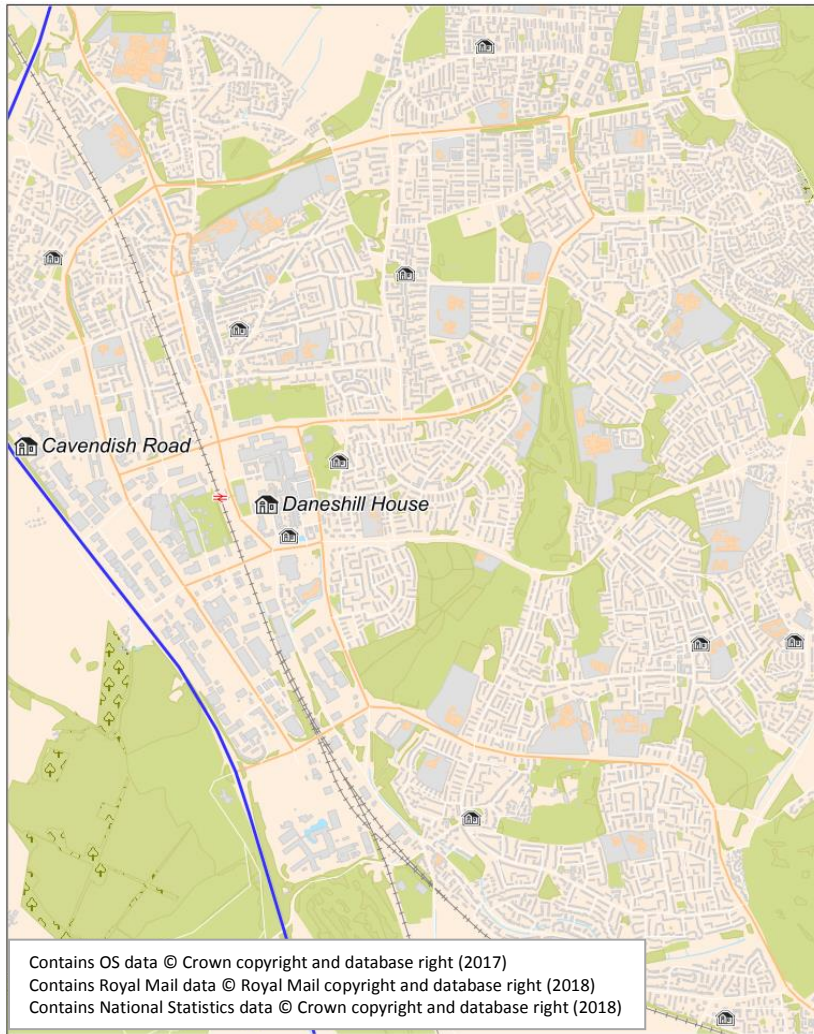 Cavendish Road
Daneshill House
Contains OS data © Crown copyright and database right (2017)
Contains Royal Mail data © Royal Mail copyright and database right (2018)
Contains National Statistics data © Crown copyright and database right (2018)